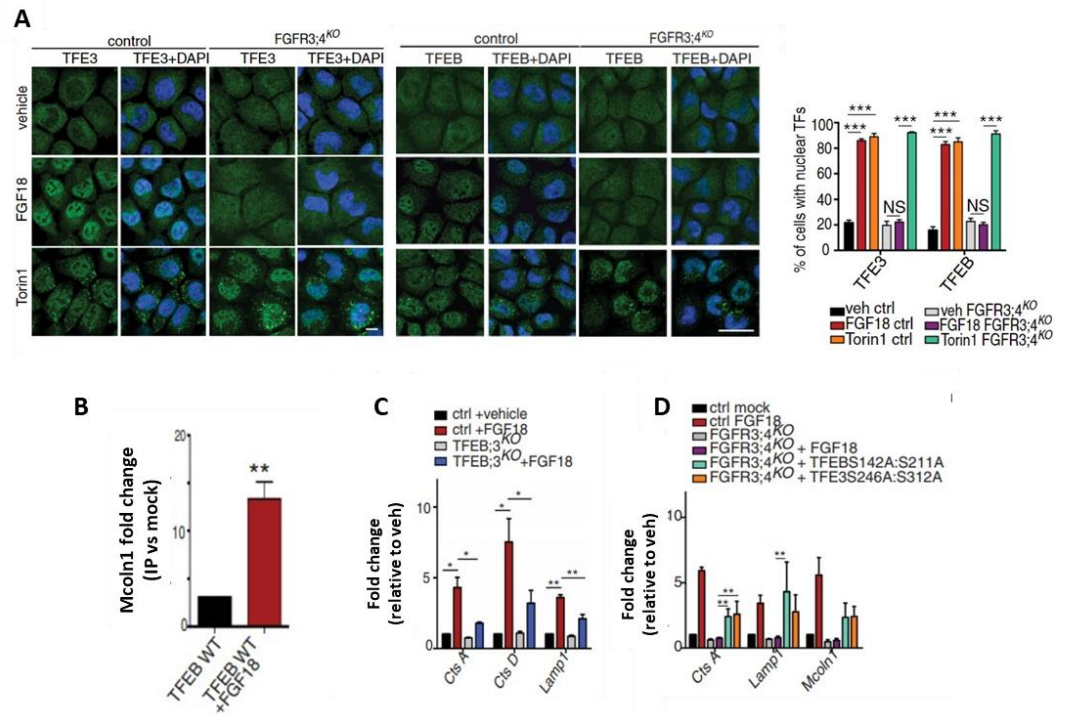 A
control
FGFR3;4KO
TFE3
TFE3+DAPI
TFE3
TFE3+DAPI
control
FGFR3;4KO
TFEB
TFEB+DAPI
TFEB
TFEB+DAPI
vehicle
FGF18
Torin1
% of cells with nuclear TFs
100
80
60
40
20
0
***
***
***
NS
***
***
***
NS
TFE3
TFEB
veh ctrl
FGF18 ctrl
Torin1 ctrl
veh FGFR3;4KO
FGF18 FGFR3;4KO
Torin1 FGFR3;4KO
B
Mcoln1 fold change
(IP vs mock)
20
10
0
**
TFEB WT
TFEB WT
+FGF18
C
ctrl +vehicle
ctrl +FGF18
TFEB;3KO
TFEB;3KO+FGF18
Fold change
(relative to veh)
10
5
0
*
*
*
*
**
**
Cts A
Cts D
Lamp1
D
ctrl mock
ctrl FGF18
FGFR3;4KO
FGFR3;4KO + FGF18
FGFR3;4KO + TFEBS142A:S211A
FGFR3;4KO + TFE3S246A:S312A
Fold change
(relative to veh)
10
5
0
**
**
**
Cts A
Lamp1
Mcoln1